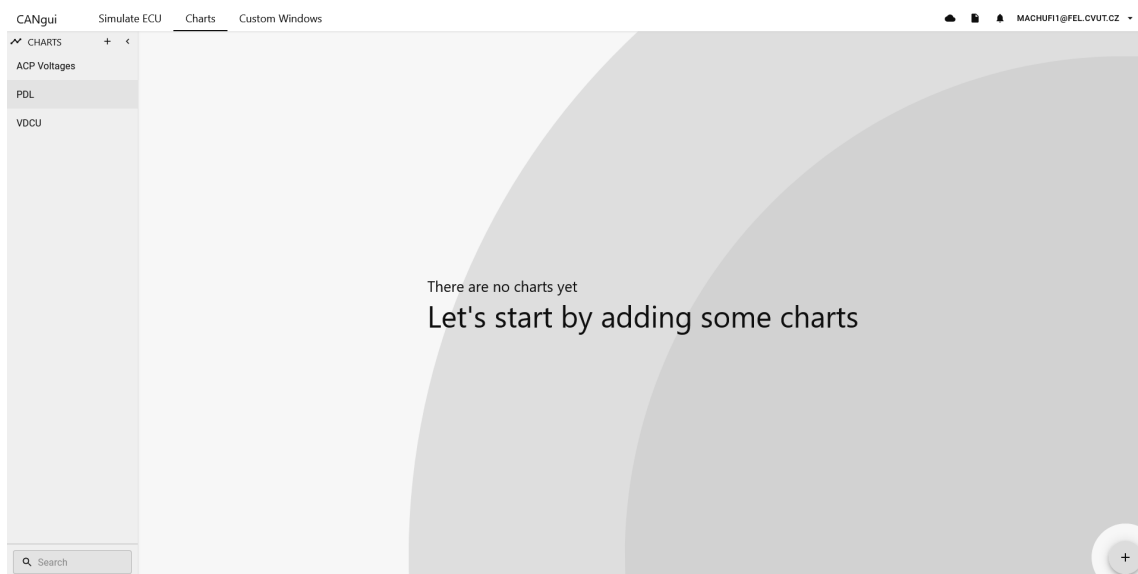 CANgui Simulate ECU Charts Custom Windows MACHUFI1@FEL.CVUT.CZ
CHARTS + <
ACP Voltages
PDL
VDCU
There are no charts yet
Let's start by adding some charts
Search
+